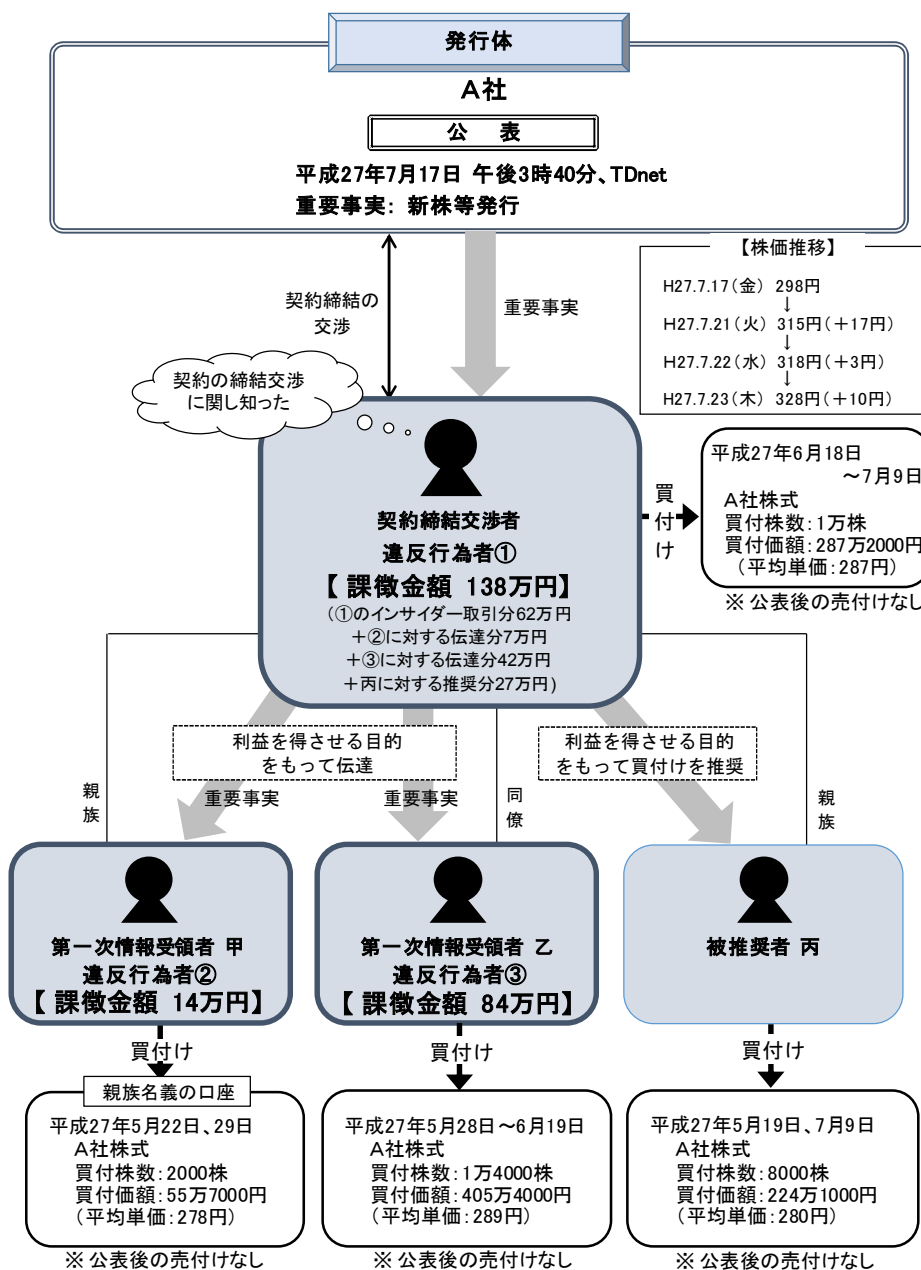 発行体
A社
公 表
平成27年7月17日 午後3時40分、TDnet
重要事実: 新株等発行
【株価推移】
H27.7.17(金) 298円
↓
H27.7.21(火) 315円(+17円)
↓
H27.7.22(水) 318円(+3円)
↓
H27.7.23(木) 328円(+10円)
契約締結の
交渉
重要事実
契約の締結交渉
に関し知った
契約締結交渉者
違反行為者①
【 課徴金額 138万円】
(①のインサイダー取引分62万円
+②に対する伝達分7万円
+③に対する伝達分42万円
+丙に対する推奨分27万円)
買付け
平成27年6月18日
~7月9日
A社株式
買付株数:1万株
買付価額:287万2000円
(平均単価:287円)
※ 公表後の売付けなし
利益を得させる目的
をもって伝達
利益を得させる目的
をもって買付けを推奨
親族
重要事実
重要事実
同僚
親族
第一次情報受領者 甲
違反行為者②
【 課徴金額 14万円】
第一次情報受領者 乙
違反行為者③
【 課徴金額 84万円】
被推奨者 丙
買付け
買付け
買付け
親族名義の口座
平成27年5月22日、29日
A社株式
買付株数:2000株
買付価額:55万7000円
(平均単価:278円)
※ 公表後の売付けなし
平成27年5月28日~6月19日
A社株式
買付株数:1万4000株
買付価額:405万4000円
(平均単価:289円)
※ 公表後の売付けなし
平成27年5月19日、7月9日
A社株式
買付株数:8000株
買付価額:224万1000円
(平均単価:280円)
※ 公表後の売付けなし